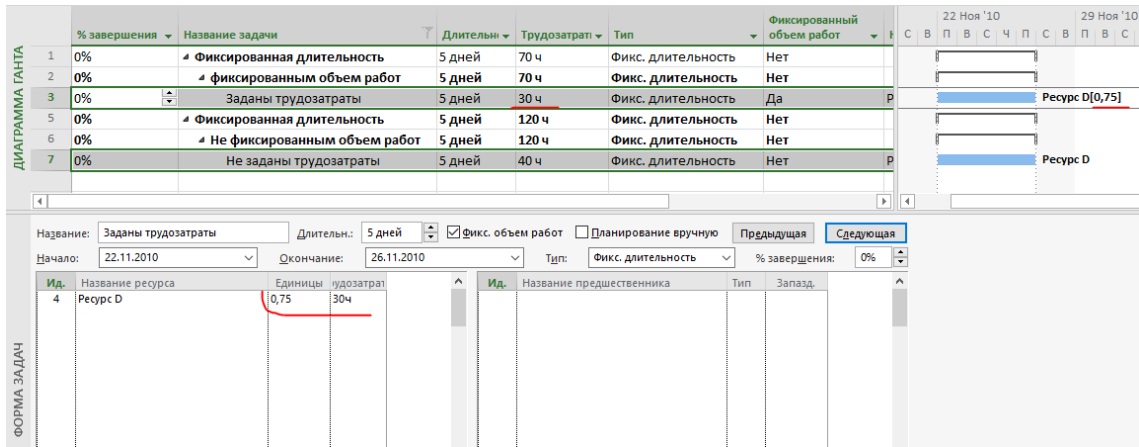 22 Ноя '10 29 Ноя '10
% завершения Название задачи Длительн Трудозатрат Тип Фиксированный объем работ Н С В П В С Ч П С В П В С
1 0% Фиксированная длительность 5 дней 70 ч Фикс. длительность Нет
2 0% фиксированным объем работ 5 дней 70 ч Фикс. длительность Нет
3 0% Заданы трудозатраты 5 дней 30 ч Фикс. длительность Да Р Ресурс D[0,75]
5 0% Фиксированная длительность 5 дней 120 ч Фикс. длительность Нет
6 0% Не фиксированным объем работ 5 дней 120 ч Фикс. длительность Нет
7 0% Не заданы трудозатраты 5 дней 40 ч Фикс. длительность Нет Р Ресурс D
ДИАГРАММА ГАНТА
Название: Заданы трудозатраты Длительн.: 5 дней Фикс. объем работ Планирование вручную Предыдущая Следующая
Начало: 22.11.2010 Окончание: 26.11.2010 Тип: Фикс. длительность % завершения: 0%
Ид. Название ресурса Единицы рудозатрат Ид. Название предшественника Тип Запазд.
4 Ресурс D 0,75 30ч
ФОРМА ЗАДАЧ